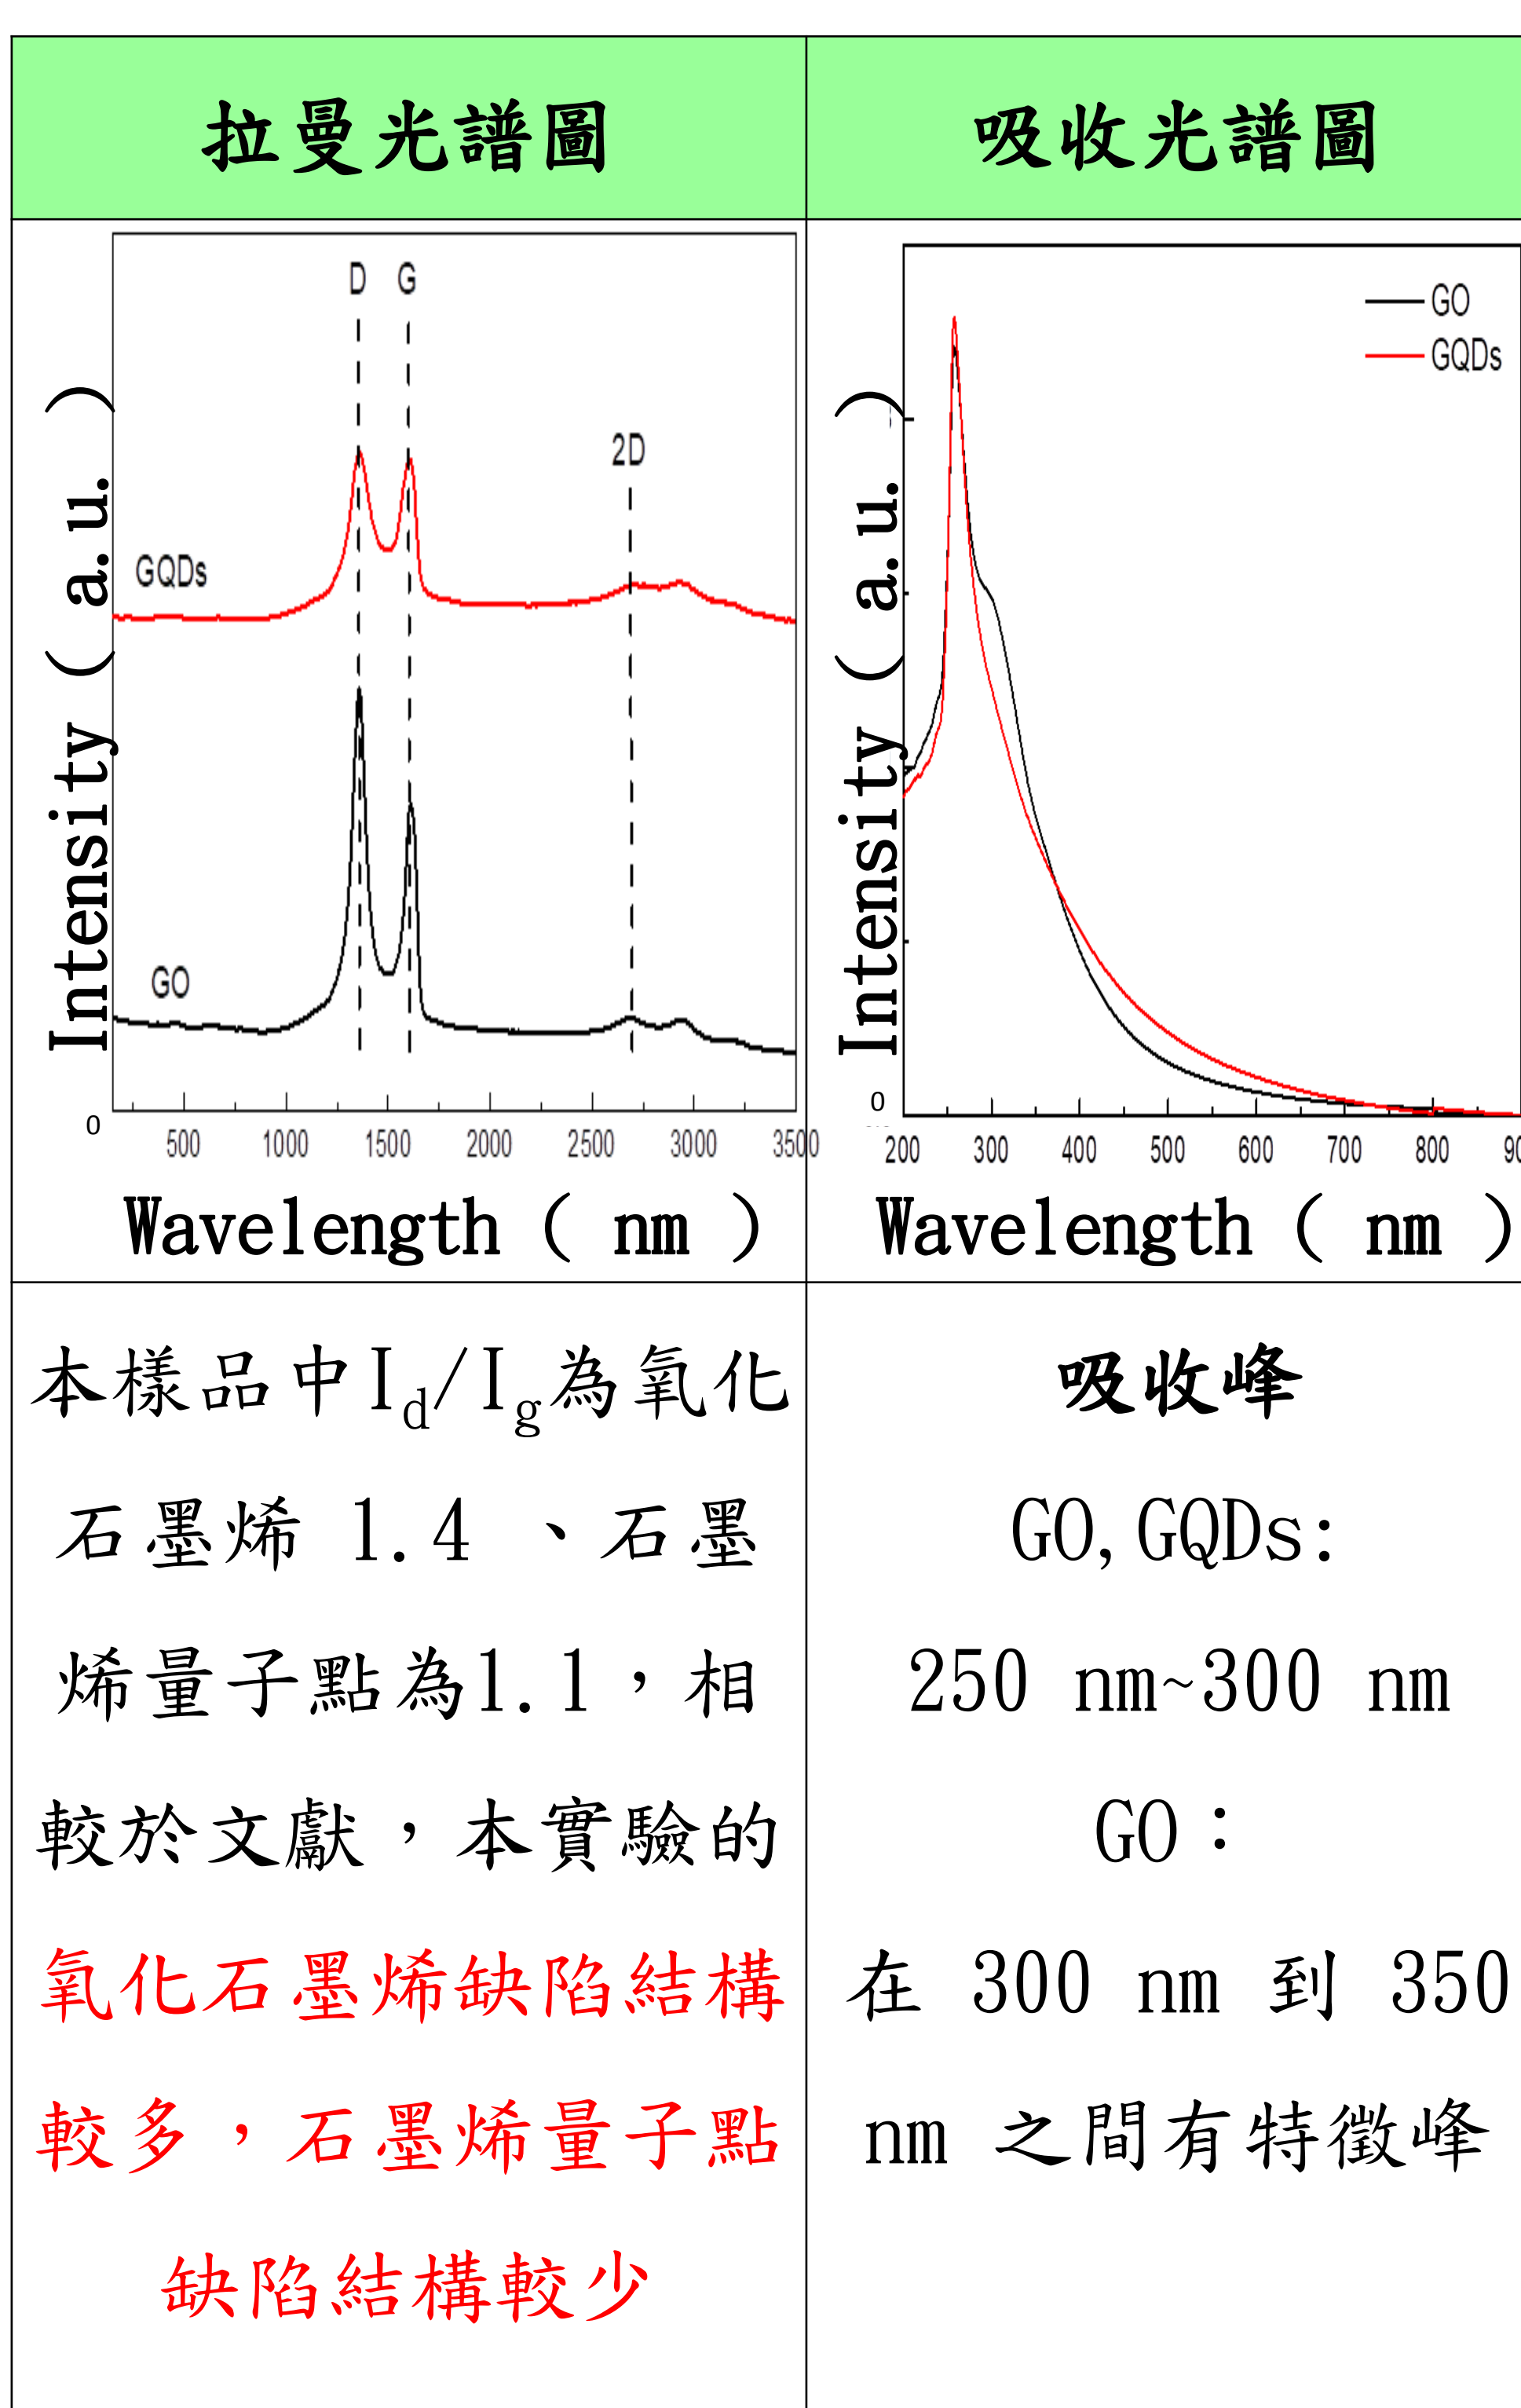 拉曼光譜圖
吸收光譜圖
D G
2D
GQDs
GO
Intensity ( a.u. )
0 500 1000 1500 2000 2500 3000 3500
Wavelength ( nm )
GO
GQDs
Intensity ( a.u. )
0
200 300 400 500 600 700 800
Wavelength ( nm )
本樣品中Id/Ig為氧化
石墨烯 1.4 、石墨
烯量子點為1.1，相
較於文獻，本實驗的
氧化石墨烯缺陷結構
較多，石墨烯量子點
缺陷結構較少
吸收峰
GO,GQDs:
250 nm~300 nm
GO：
在 300 nm 到 350
nm 之間有特徵峰